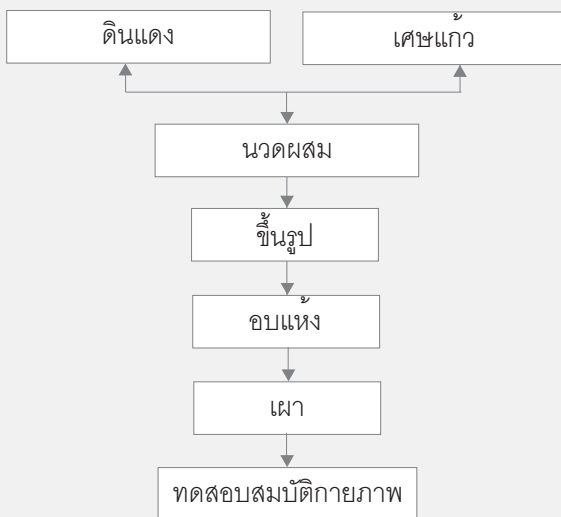 ดินแดง
เศษแก้ว
นวดผสม
ขึ้นรูป
อบแห้ง
เผา
ทดสอบสมบัติกายภาพ